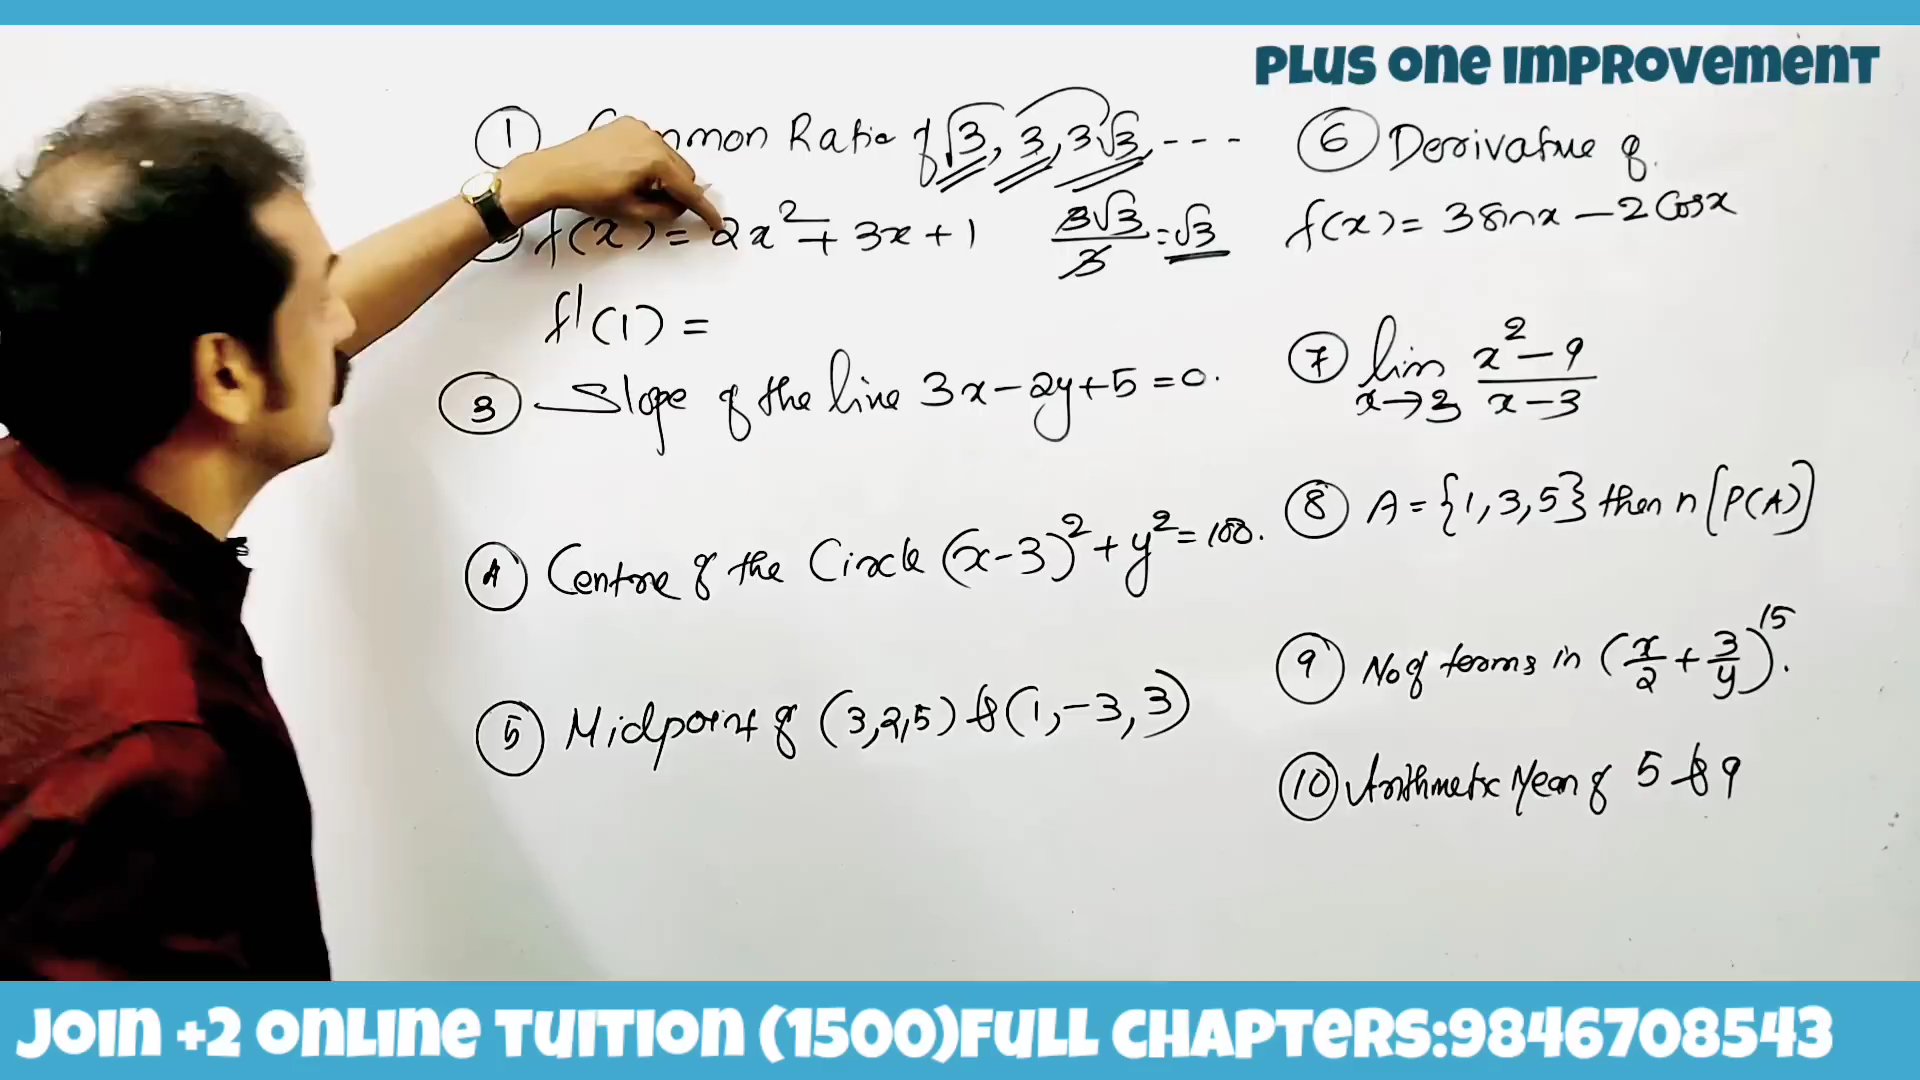 PLUS ONE IMPROVEMENT
① mmon Ratio of √3, 3, 3√3, - - -
f(x) = 2x² + 3x + 1
3√3/3 = √3
f'(1) =
③ Slope of the line 3x - 2y + 5 = 0.
④ Centre of the Circle (x-3)² + y² = 100.
⑤ Midpoint of (3,2,5) & (1,-3,3)
⑥ Derivative of
f(x) = 3 sinx - 2 Cosx
⑦ lim x→3 x²-9/x-3
⑧ A = {1,3,5} then n[P(A)]
⑨ No of terms in (x/2 + 3/y)¹⁵.
⑩ Arithmetic Mean of 5 & 9
JOIN +2 ONLINE TUITION (1500)FULL CHAPTERS:9846708543